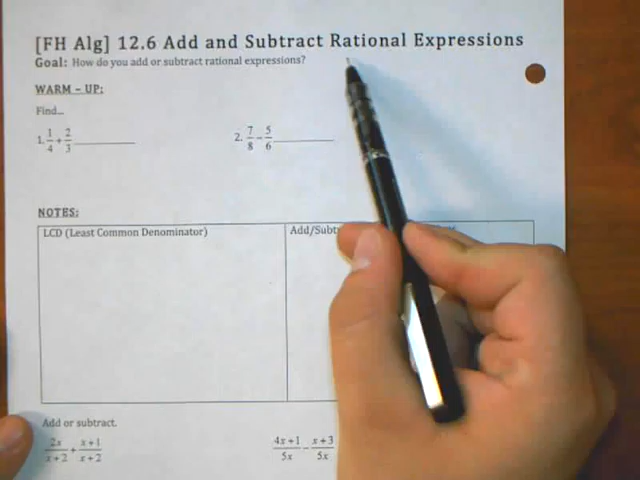 [FH Alg] 12.6 Add and Subtract Rational Expressions
Goal: How do you add or subtract rational expressions?
WARM – UP:
Find...
1. 1/4 + 2/3 ________ 2. 7/8 – 5/6 ________
NOTES:
LCD (Least Common Denominator) Add/Subt
Add or subtract.
2x/x+2 + x+1/x+2 4x+1/5x – x+3/5x